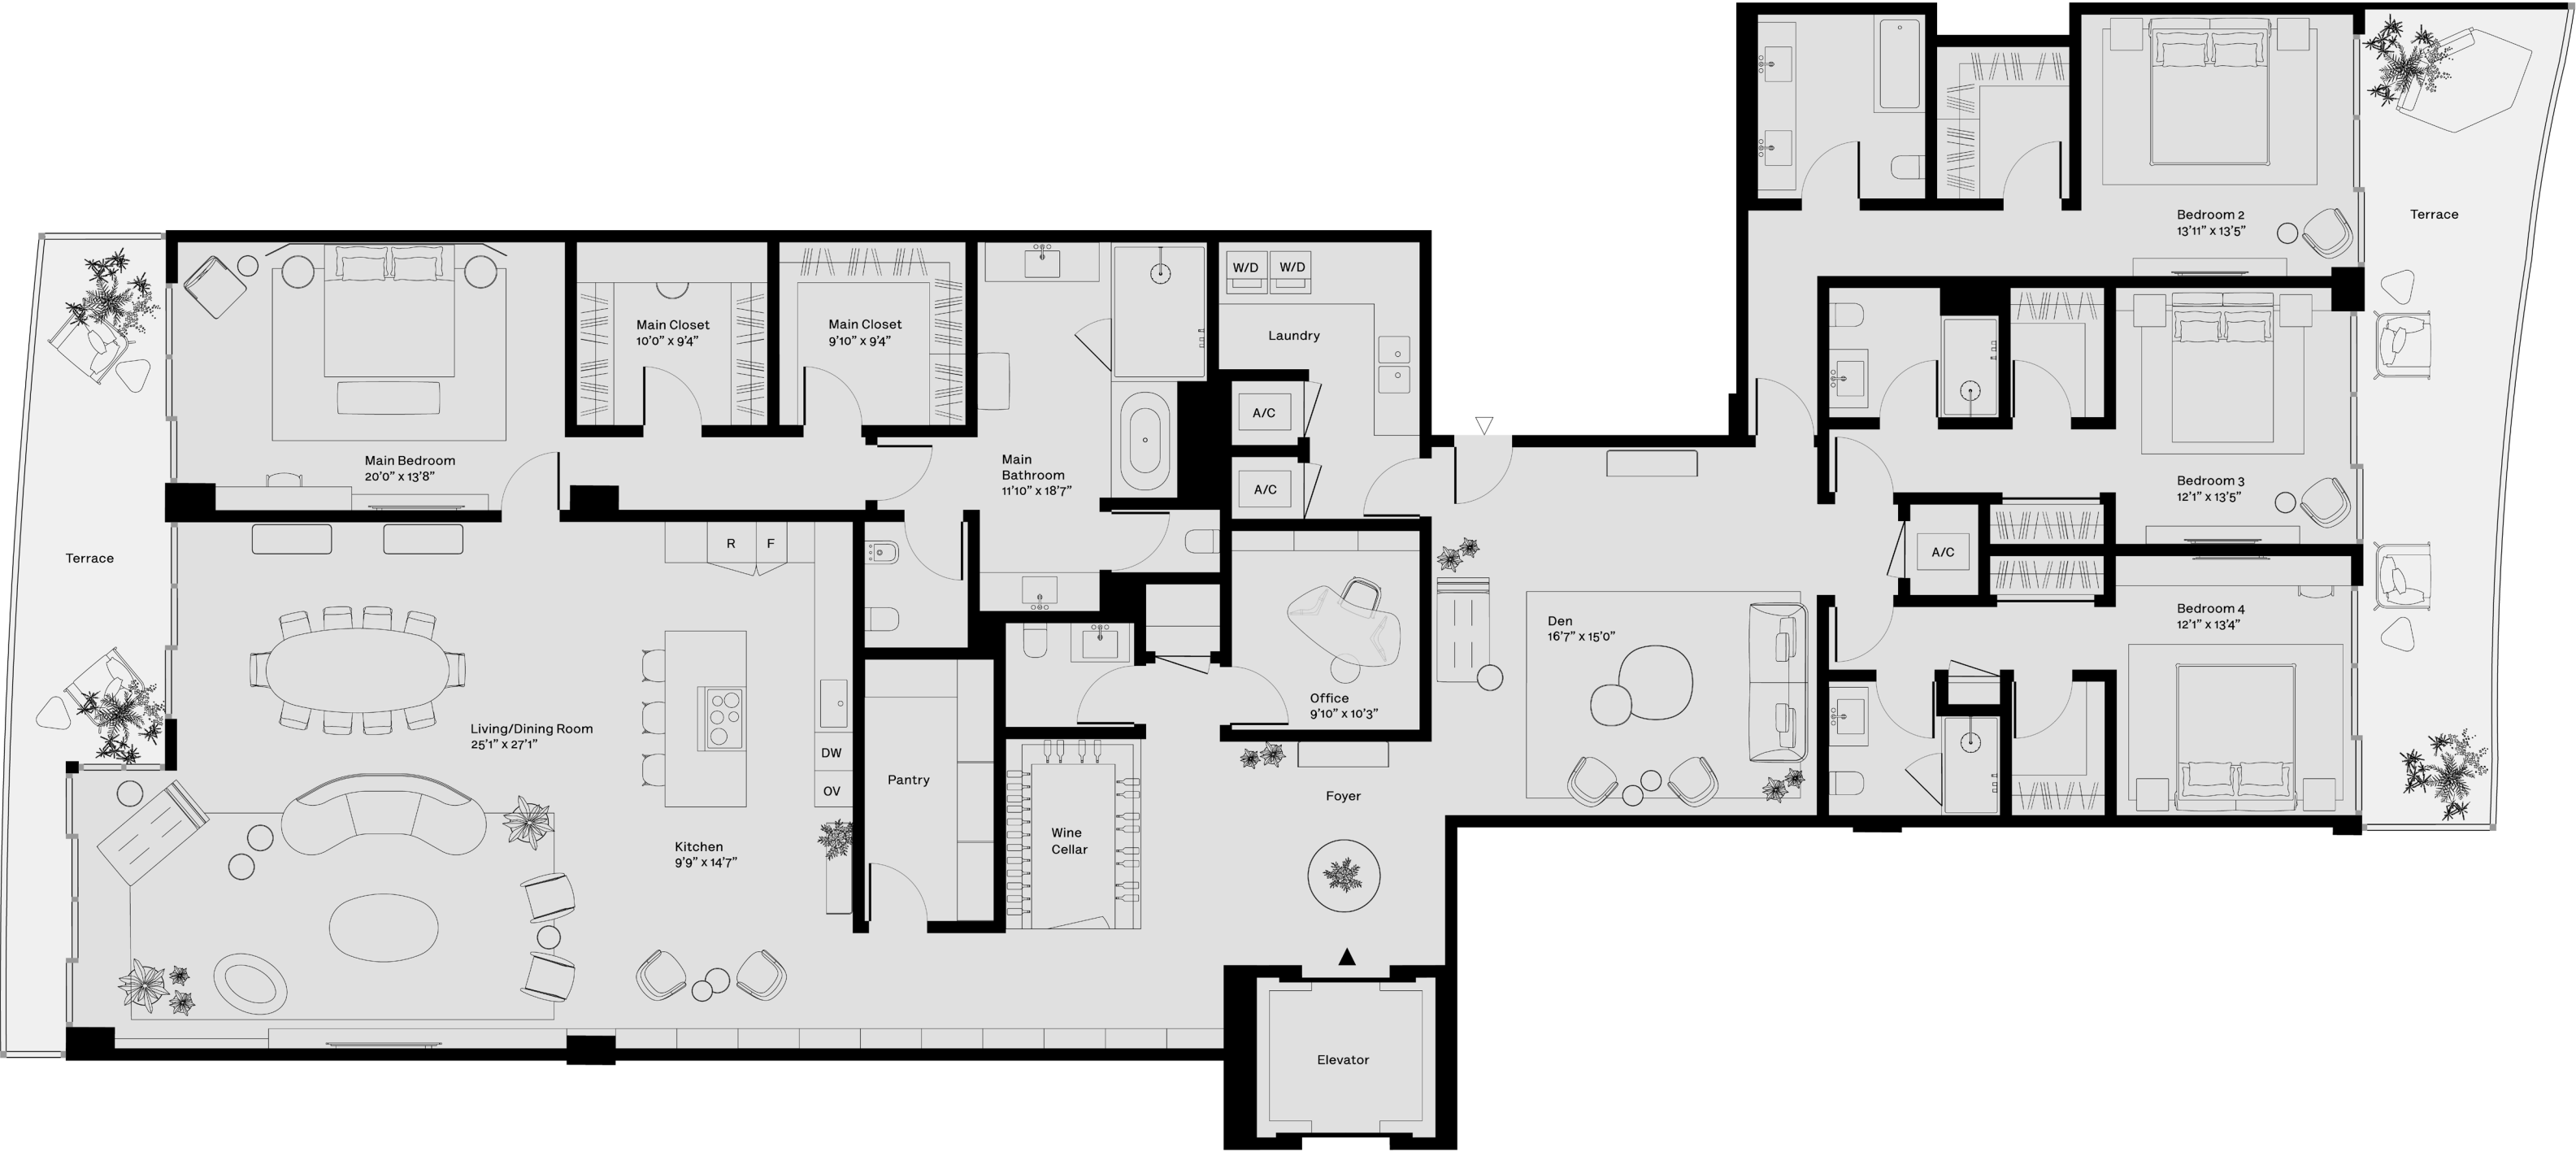 Bedroom 2
13'11" x 13'5"
Terrace
W/D
W/D
Main Closet
10'0" x 9'4"
Main Closet
9'10" x 9'4"
Laundry
A/C
Main Bedroom
20'0" x 13'8"
Main
Bathroom
11'10" x 18'7"
A/C
Bedroom 3
12'1" x 13'5"
Terrace
R
F
A/C
Bedroom 4
12'1" x 13'4"
Den
16'7" x 15'0"
Office
9'10" x 10'3"
Living/Dining Room
25'1" x 27'1"
DW
Pantry
OV
Foyer
Wine
Cellar
Kitchen
9'9" x 14'7"
Elevator